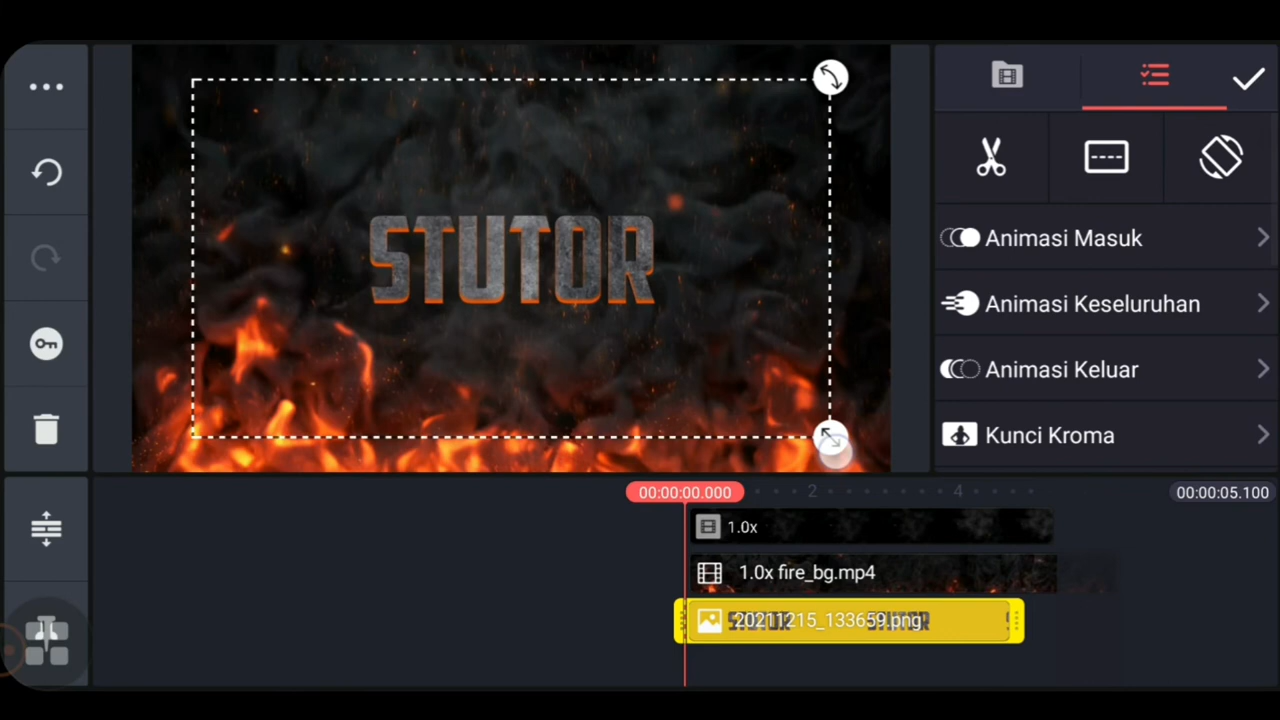 STUTOR
Animasi Masuk
Animasi Keseluruhan
Animasi Keluar
Kunci Kroma
00:00:00.000
2
4
00:00:05.100
1.0x
1.0x fire_bg.mp4
20211215_133659.png